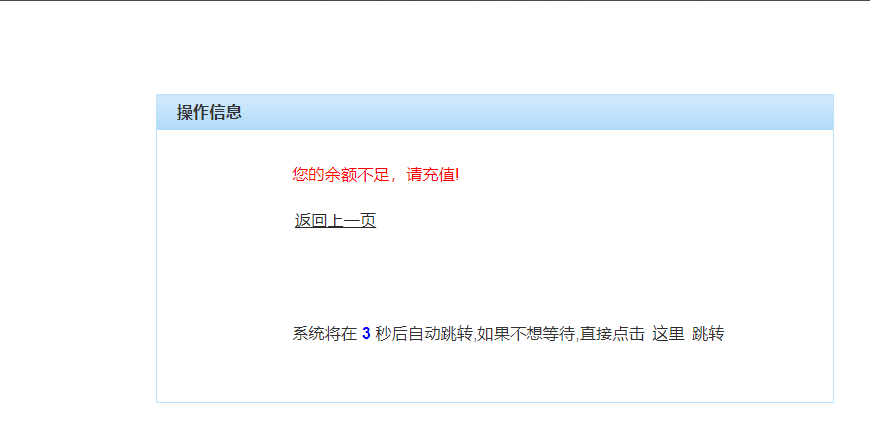 操作信息
您的余额不足，请充值!
返回上一页
系统将在 3 秒后自动跳转,如果不想等待,直接点击 这里 跳转